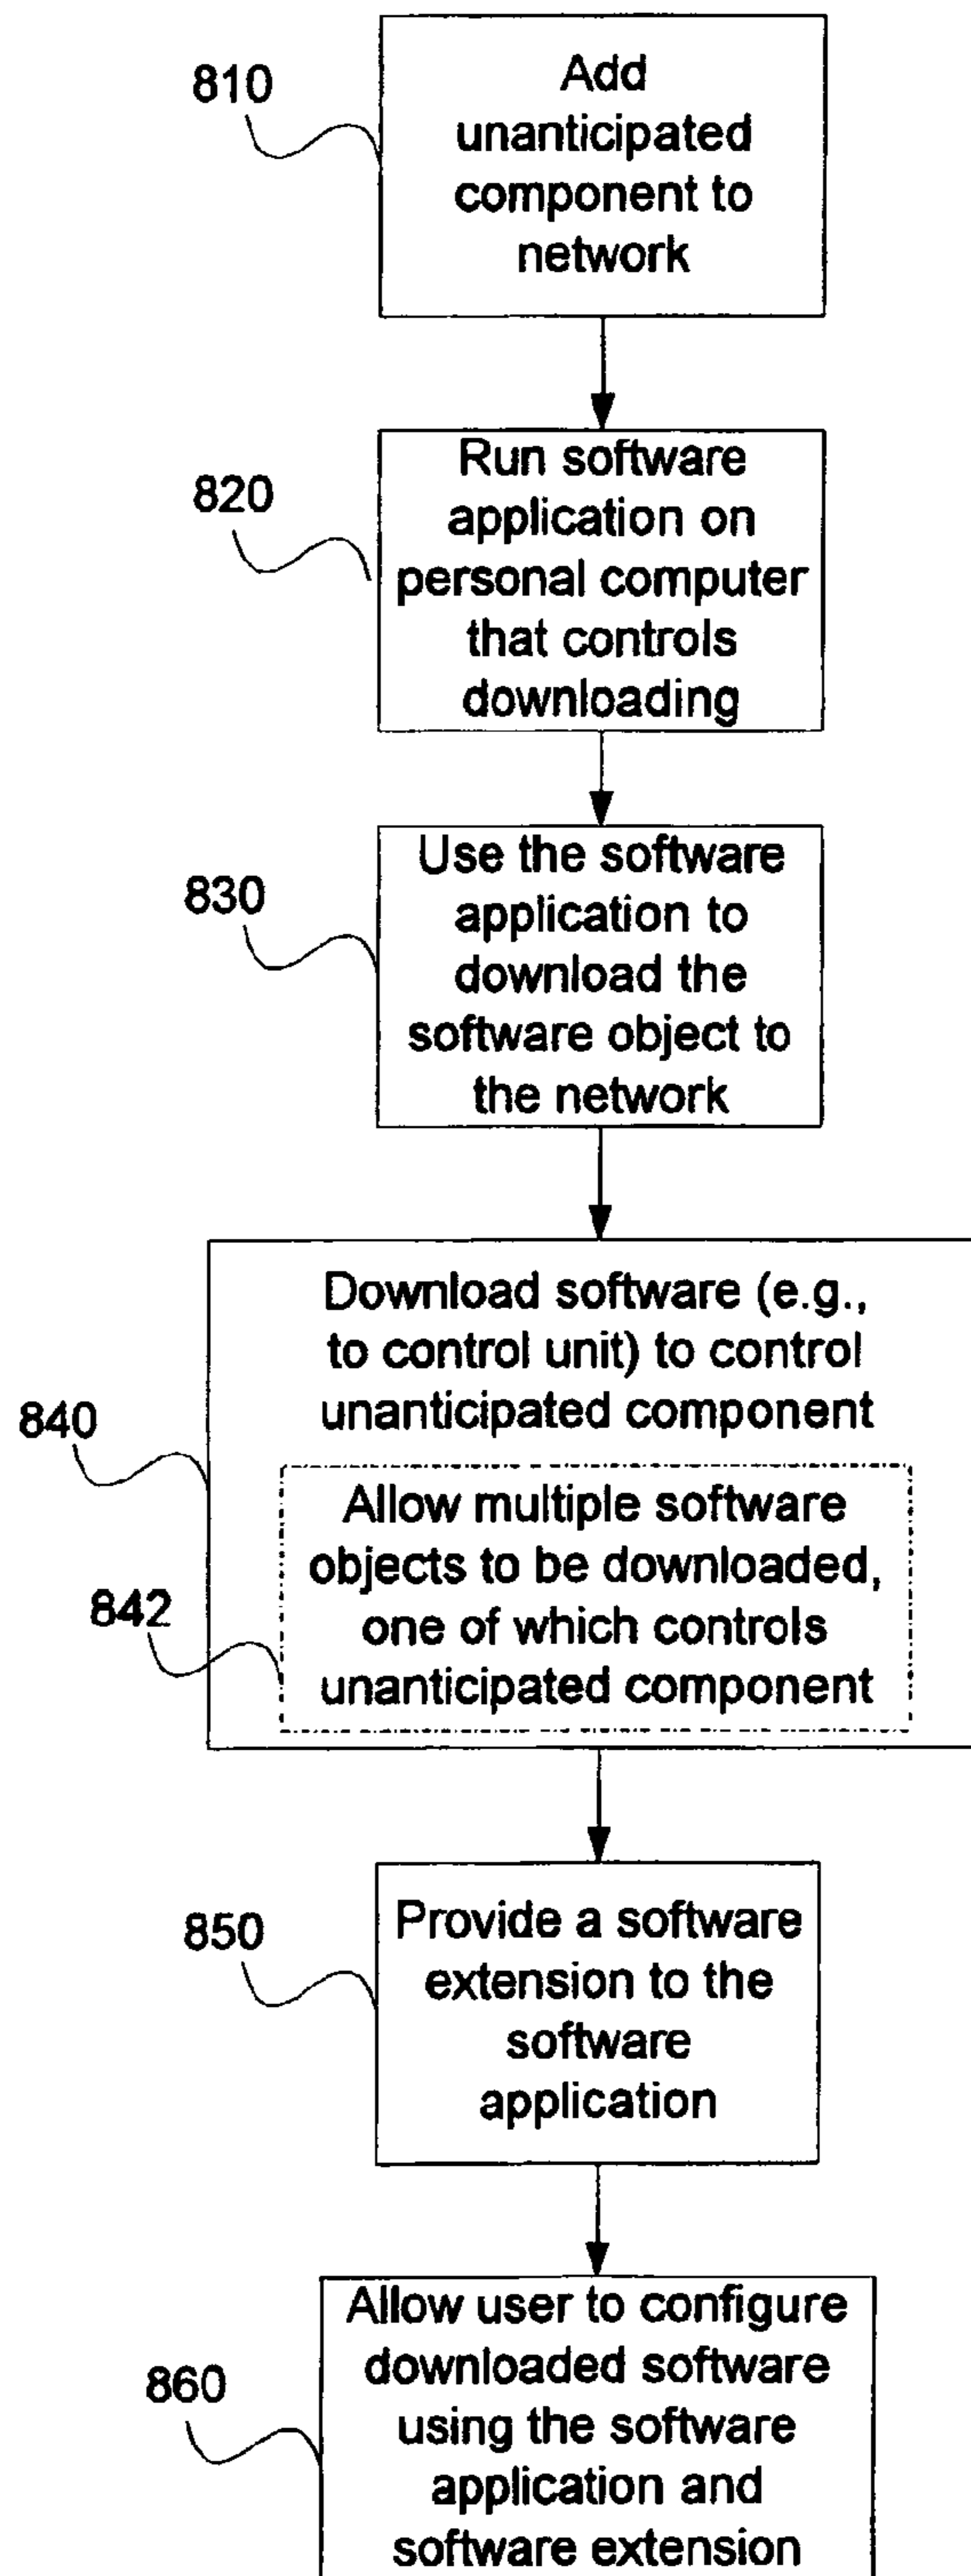 810
Add
unanticipated
component to
network
820
Run software
application on
personal computer
that controls
downloading
830
Use the software
application to
download the
software object to
the network
840
Download software (e.g.,
to control unit) to control
unanticipated component
842
Allow multiple software
objects to be downloaded,
one of which controls
unanticipated component
850
Provide a software
extension to the
software
application
860
Allow user to configure
downloaded software
using the software
application and
software extension